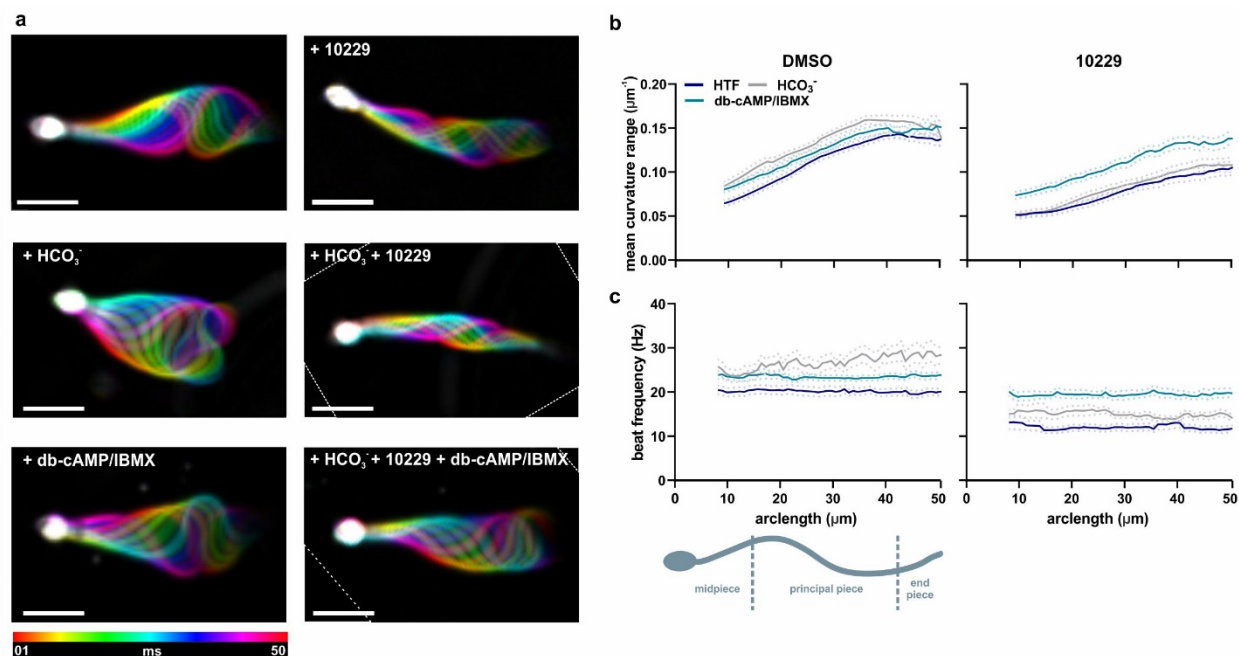 a
+ 10229
+ HCO₃⁻
+ HCO₃⁻ + 10229
+ db-cAMP/IBMX
+ HCO₃⁻ + 10229 + db-cAMP/IBMX
01 ms 50
b
DMSO
10229
HTF HCO₃⁻
db-cAMP/IBMX
mean curvature range (µm⁻¹)
0.20
0.15
0.10
0.05
0.00
c
beat frequency (Hz)
40
30
20
10
0
0 10 20 30 40 50
arclength (µm)
0 10 20 30 40 50
arclength (µm)
midpiece
principal piece
end
piece